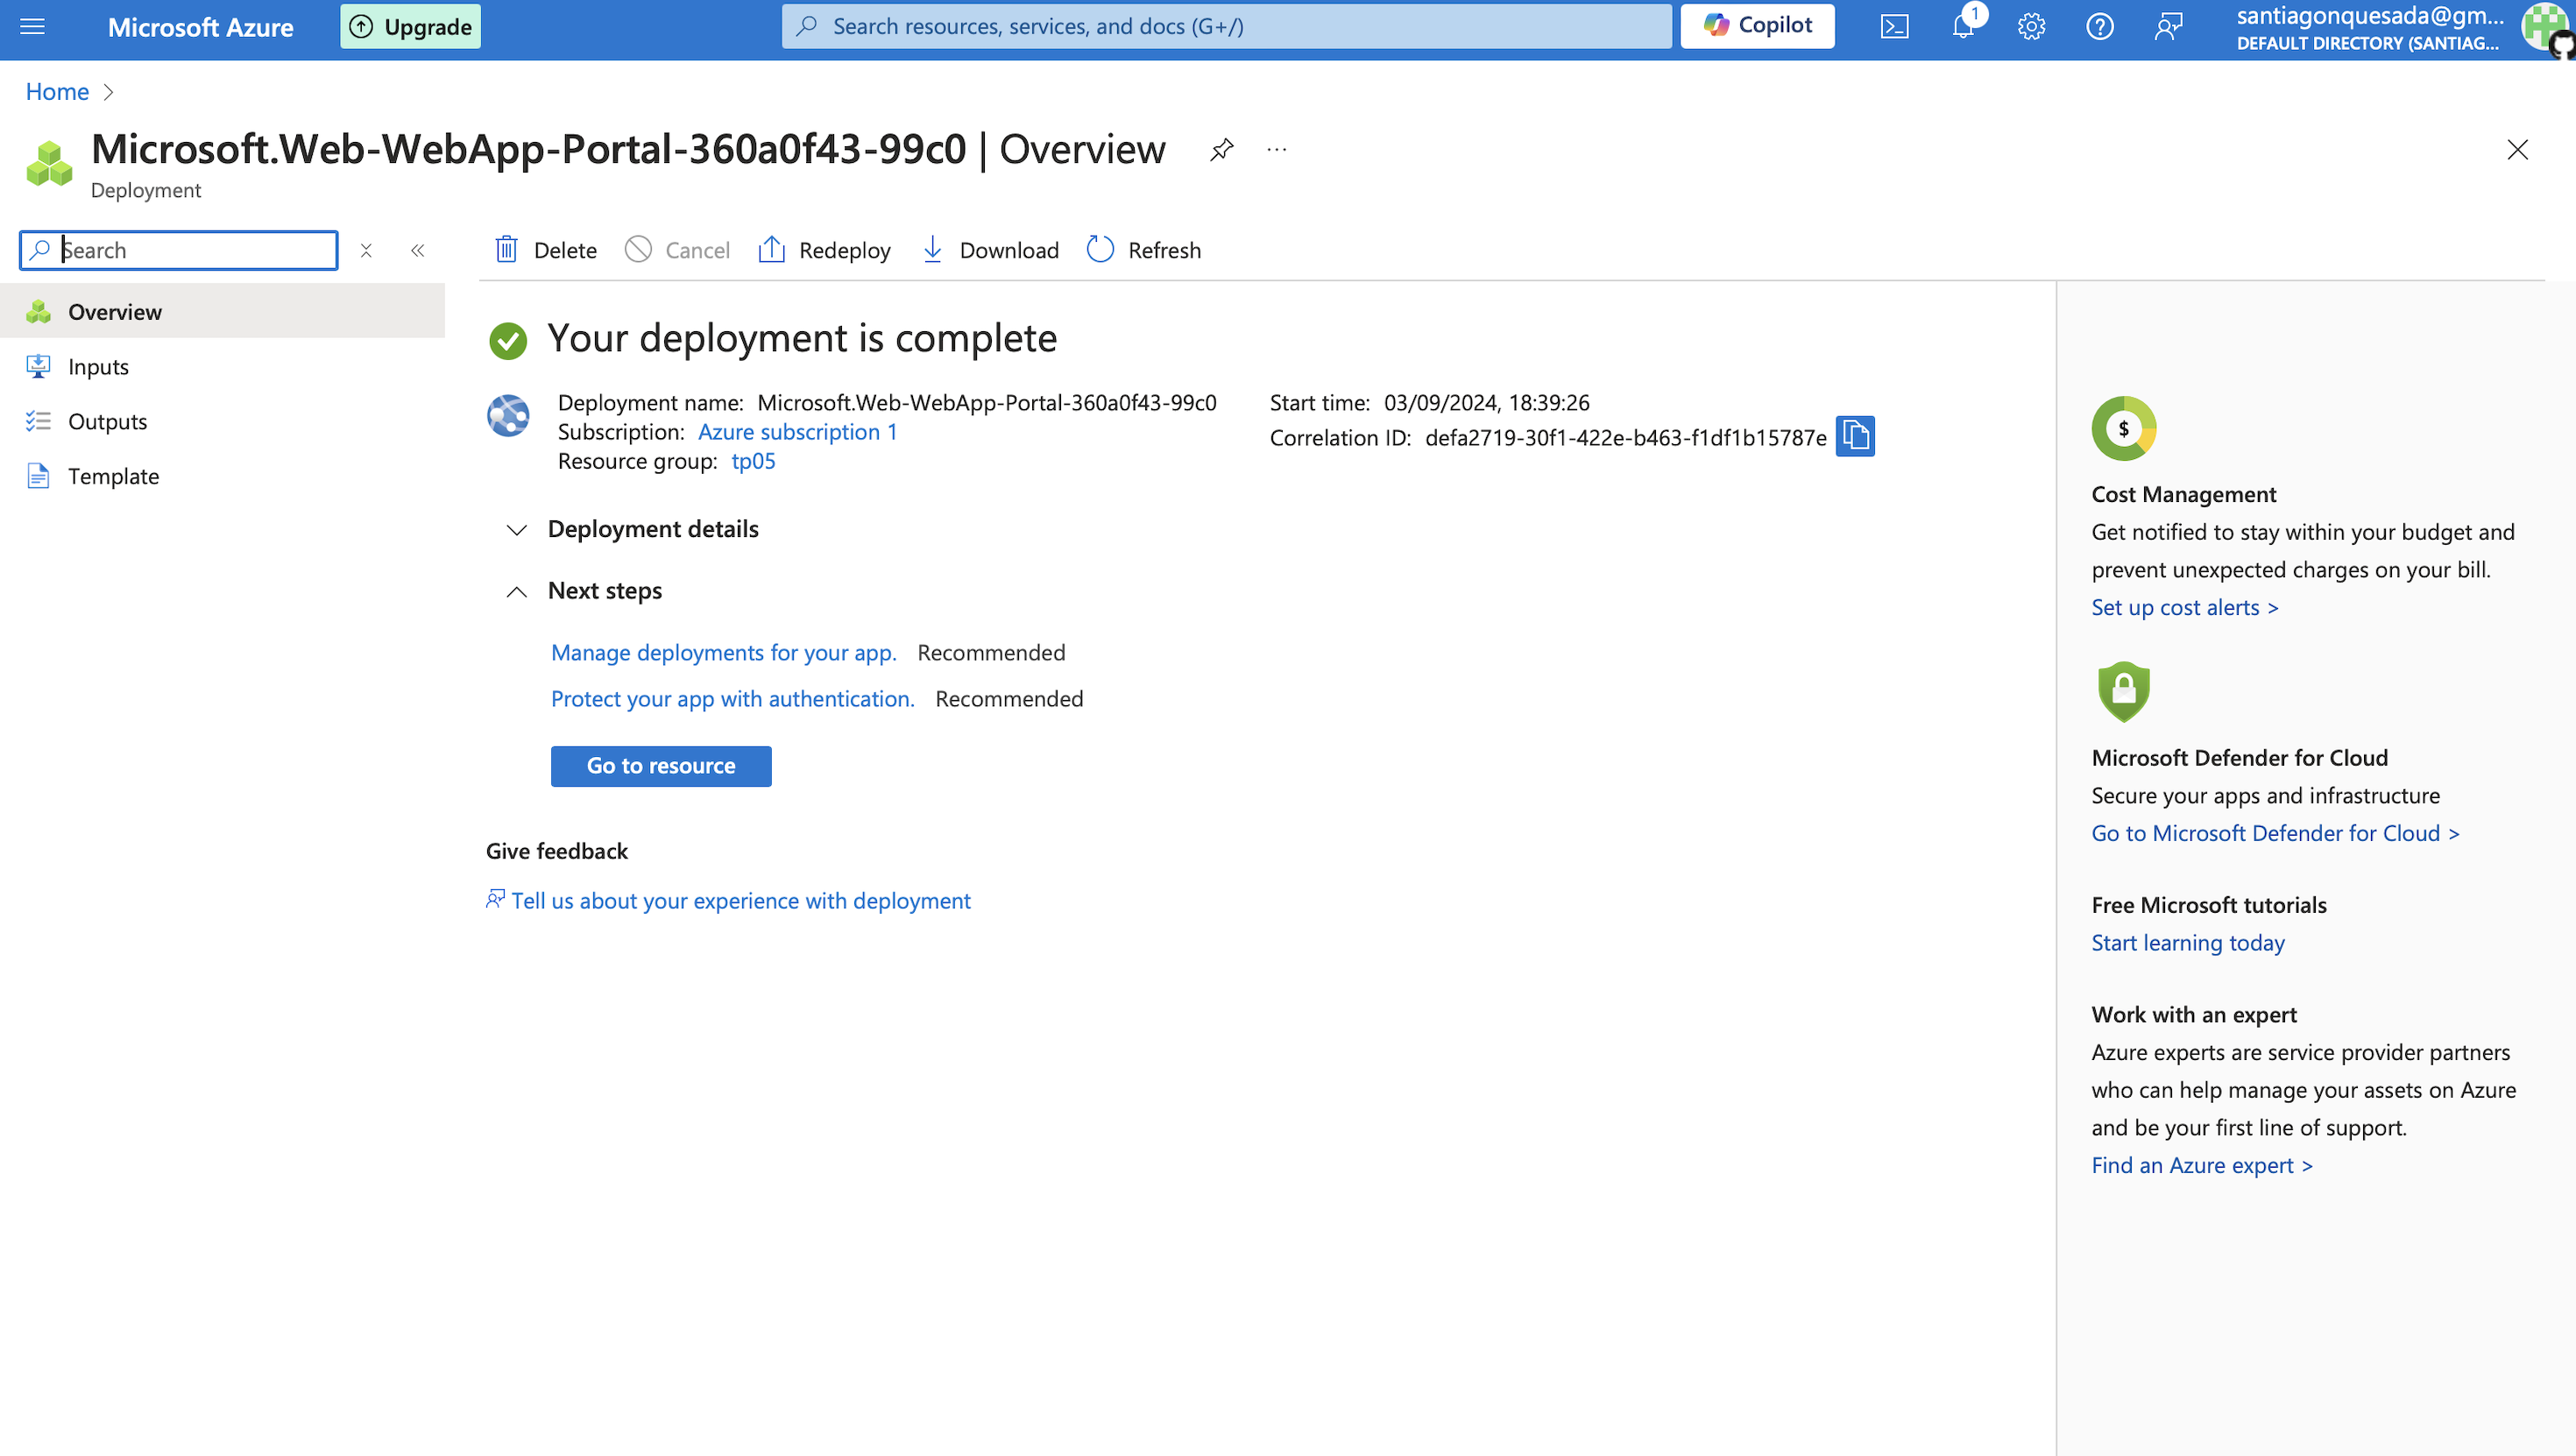 Microsoft Azure
Upgrade
Search resources, services, and docs (G+/)
Copilot
1
santiagonquesada@gm...
DEFAULT DIRECTORY (SANTIAG...
Home
Microsoft.Web-WebApp-Portal-360a0f43-99c0 | Overview
Deployment
Search
Delete
Cancel
Redeploy
Download
Refresh
Overview
Inputs
Outputs
Template
Your deployment is complete
Deployment name: Microsoft.Web-WebApp-Portal-360a0f43-99c0
Subscription: Azure subscription 1
Resource group: tp05
Start time: 03/09/2024, 18:39:26
Correlation ID: defa2719-30f1-422e-b463-f1df1b15787e
Deployment details
Next steps
Manage deployments for your app. Recommended
Protect your app with authentication. Recommended
Go to resource
Give feedback
Tell us about your experience with deployment
$
Cost Management
Get notified to stay within your budget and
prevent unexpected charges on your bill.
Set up cost alerts >
Microsoft Defender for Cloud
Secure your apps and infrastructure
Go to Microsoft Defender for Cloud >
Free Microsoft tutorials
Start learning today
Work with an expert
Azure experts are service provider partners
who can help manage your assets on Azure
and be your first line of support.
Find an Azure expert >